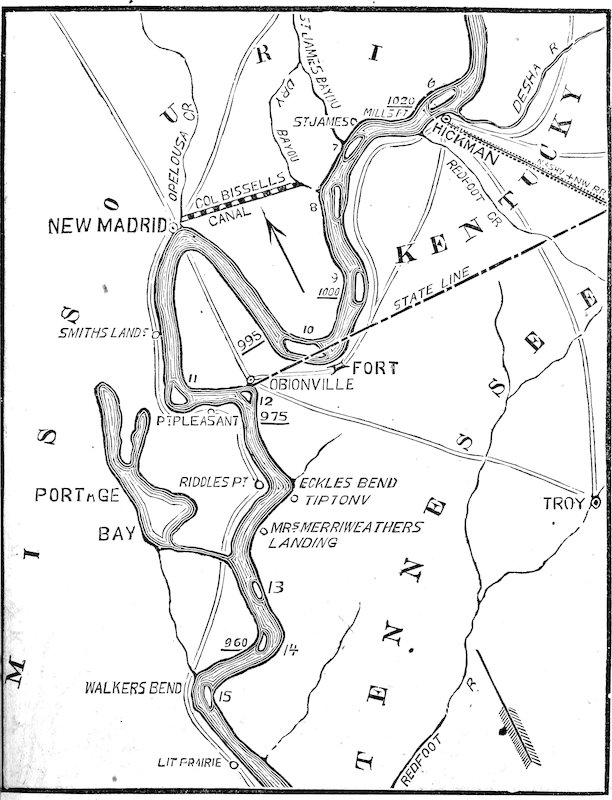 MISSOURI
KENTUCKY
TENNESSEE
OPELOUSA CR
ST JAMES BAYOU
DRY BAYOU
ST JAMES
6
1020
MILLS PT
HICKMAN
DESHA R
NASHV + NW RR
REDFOOT CR
7
COL BISSELLS
CANAL
8
NEW MADRID
9
1000
STATE LINE
SMITHS LANDG
995
10
FORT
OBIONVILLE
11
12
PT PLEASANT
975
RIDDLES PT
ECKLES BEND
TIPTONV
PORTAGE
BAY
MRS MERRIWEATHERS
LANDING
TROY
13
960
14
WALKERS BEND
15
LIT PRAIRIE
REDFOOT R